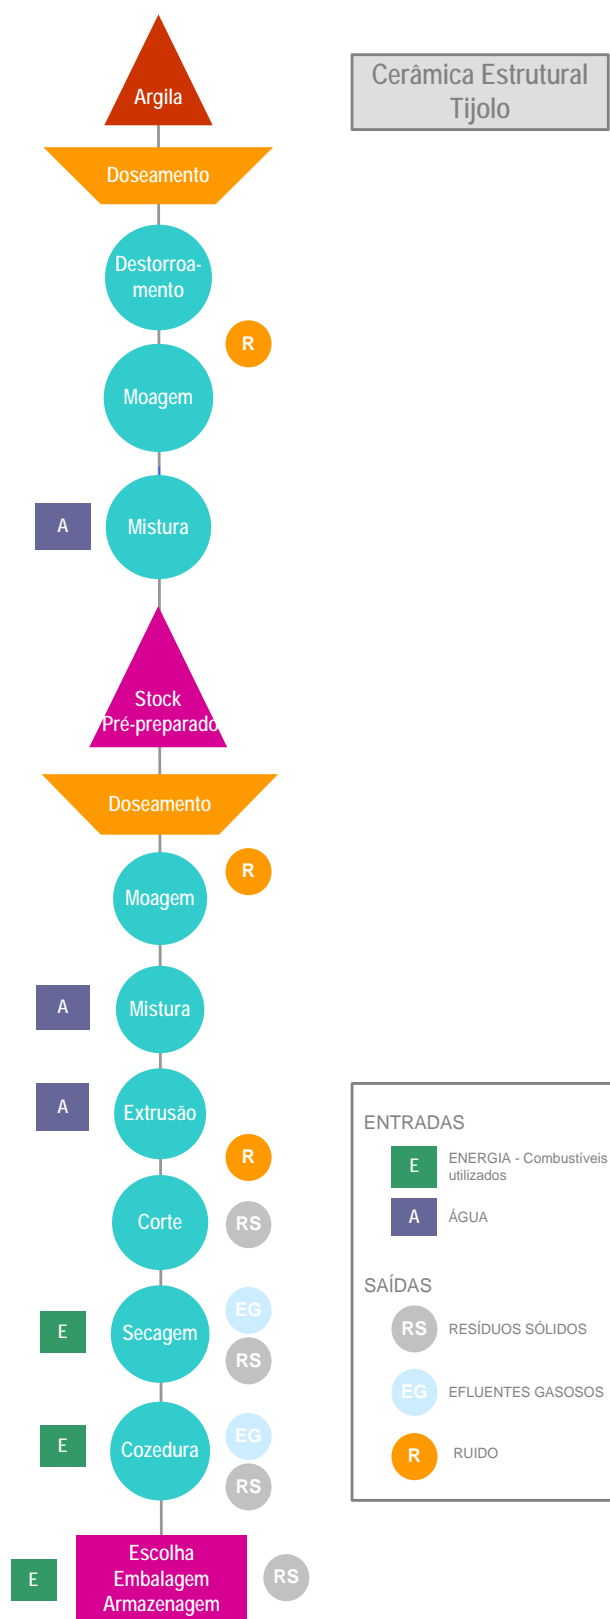 Cerâmica Estrutural
Tijolo
Argila
Doseamento
Destorroa-
mento
R
Moagem
A
Mistura
Stock
Pré-preparado
Doseamento
R
Moagem
A
Mistura
A
Extrusão
R
Corte
RS
E
Secagem
EG
RS
E
Cozedura
EG
RS
E
Escolha
Embalagem
Armazenagem
RS
ENTRADAS
E
ENERGIA - Combustíveis
utilizados
A
ÁGUA
SAÍDAS
RS
RESÍDUOS SÓLIDOS
EG
EFLUENTES GASOSOS
R
RUIDO